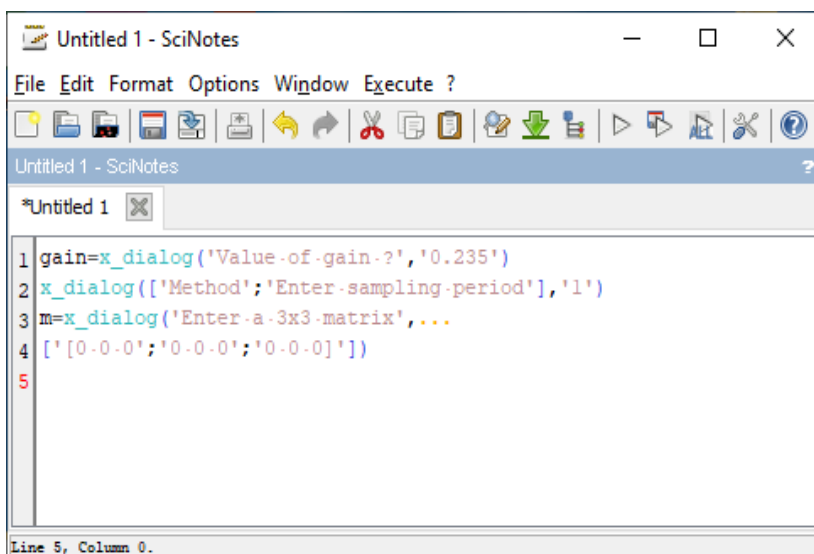 Untitled 1 - SciNotes
File Edit Format Options Window Execute ?
Untitled 1 - SciNotes ?
*Untitled 1
1 gain=x_dialog('Value·of·gain·?','0.235')
2 x_dialog(['Method';'Enter·sampling·period'],'1')
3 m=x_dialog('Enter·a·3x3·matrix',...
4 ['[0·0·0';'0·0·0';'0·0·0]'])
5
Line 5, Column 0.